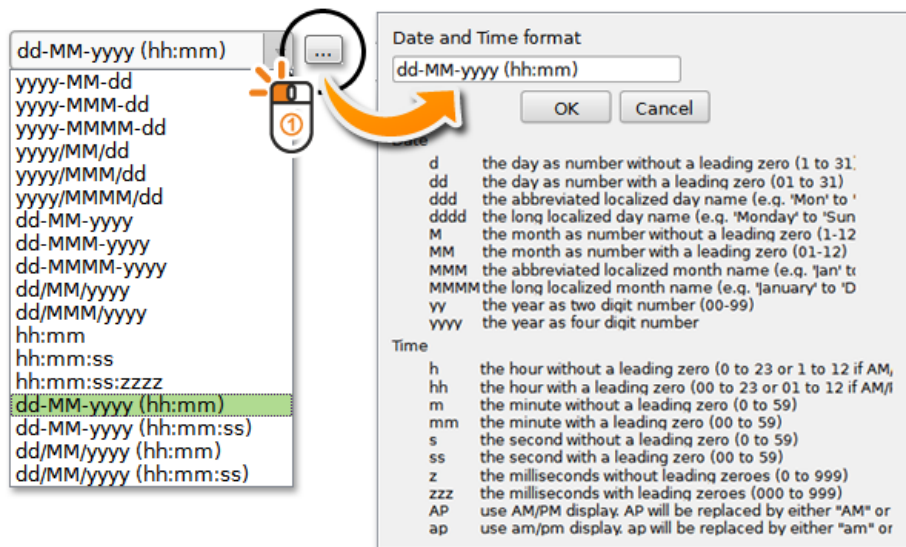 dd-MM-yyyy (hh:mm)
...
yyyy-MM-dd
yyyy-MMM-dd
yyyy-MMMM-dd
yyyy/MM/dd
yyyy/MMM/dd
yyyy/MMMM/dd
dd-MM-yyyy
dd-MMM-yyyy
dd-MMMM-yyyy
dd/MM/yyyy
dd/MMM/yyyy
hh:mm
hh:mm:ss
hh:mm:ss:zzzz
dd-MM-yyyy (hh:mm)
dd-MM-yyyy (hh:mm:ss)
dd/MM/yyyy (hh:mm)
dd/MM/yyyy (hh:mm:ss)
1
Date and Time format
dd-MM-yyyy (hh:mm)
OK Cancel
Date
d the day as number without a leading zero (1 to 31)
dd the day as number with a leading zero (01 to 31)
ddd the abbreviated localized day name (e.g. 'Mon' to '
dddd the long localized day name (e.g. 'Monday' to 'Sun
M the month as number without a leading zero (1-12
MM the month as number with a leading zero (01-12)
MMM the abbreviated localized month name (e.g. 'Jan' to
MMMM the long localized month name (e.g. 'January' to 'D
yy the year as two digit number (00-99)
yyyy the year as four digit number
Time
h the hour without a leading zero (0 to 23 or 1 to 12 if AM/
hh the hour with a leading zero (00 to 23 or 01 to 12 if AM/
m the minute without a leading zero (0 to 59)
mm the minute with a leading zero (00 to 59)
s the second without a leading zero (0 to 59)
ss the second with a leading zero (00 to 59)
z the milliseconds without leading zeroes (0 to 999)
zzz the milliseconds with leading zeroes (000 to 999)
AP use AM/PM display. AP will be replaced by either "AM" or
ap use am/pm display. ap will be replaced by either "am" or